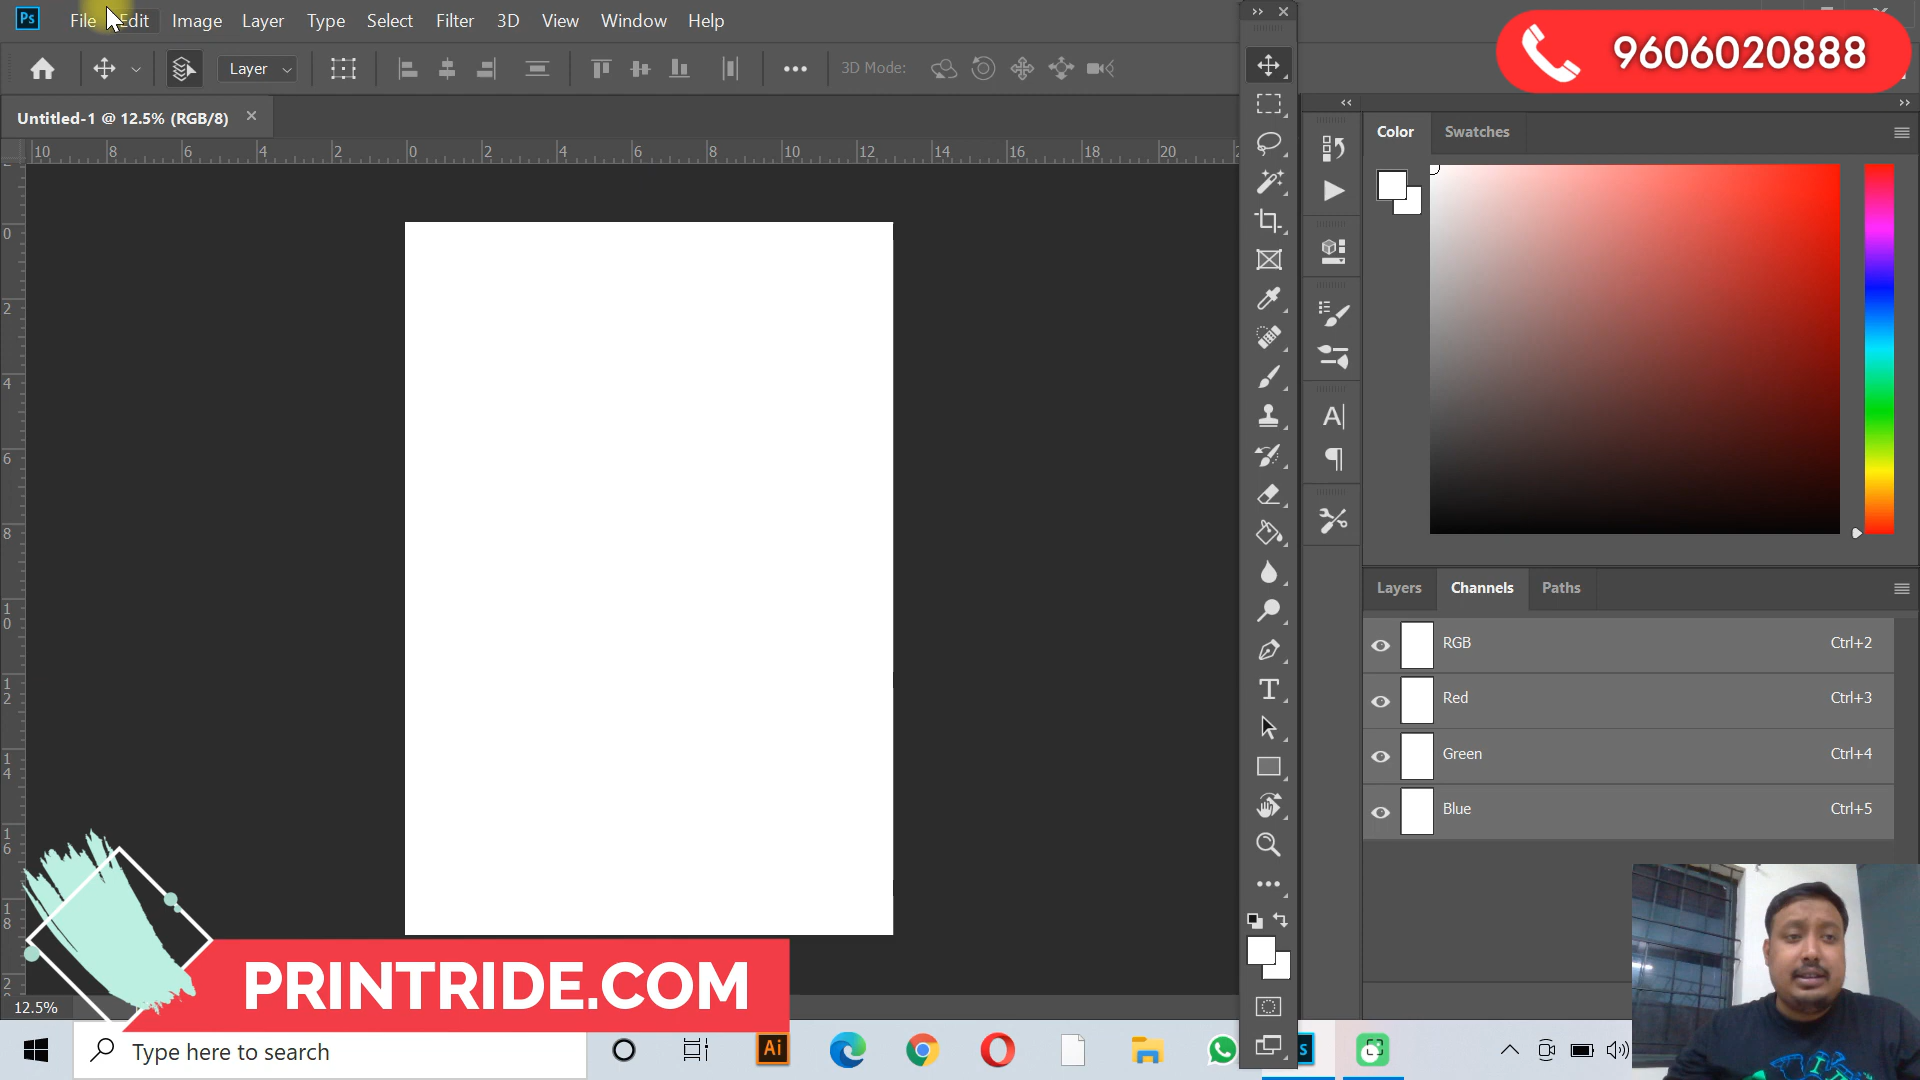 Ps File Edit Image Layer Type Select Filter 3D View Window Help
9606020888
Layer 3D Mode:
Untitled-1 @ 12.5% (RGB/8)
10 8 6 4 2 0 2 4 6 8 10 12 14 16 18 20
0
2
4
6
8
10
12
14
16
18
2
Color Swatches
Layers Channels Paths
RGB Ctrl+2
Red Ctrl+3
Green Ctrl+4
Blue Ctrl+5
PRINTRIDE.COM
12.5%
Type here to search
Ai